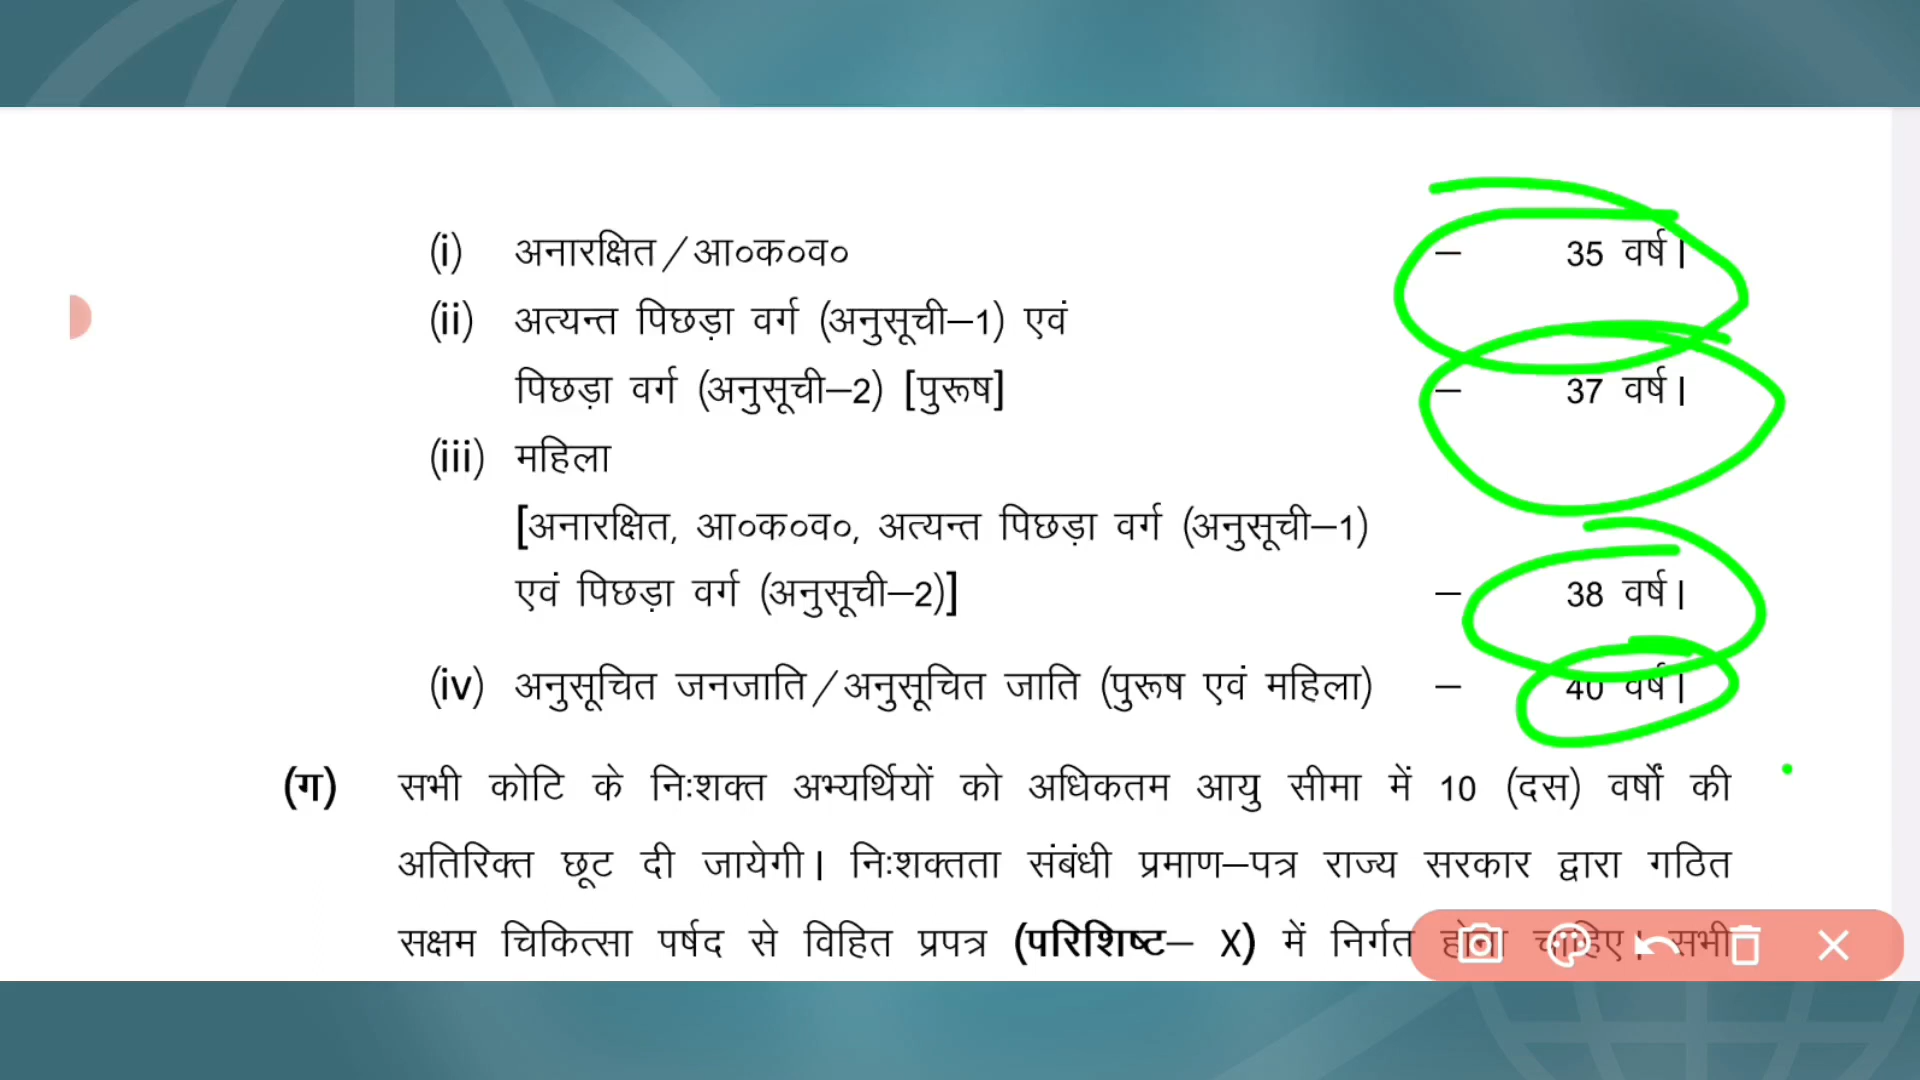 (i) अनारक्षित/आ०क०व० – 35 वर्ष।
(ii) अत्यन्त पिछड़ा वर्ग (अनुसूची–1) एवं
पिछड़ा वर्ग (अनुसूची–2) [पुरूष] – 37 वर्ष।
(iii) महिला
[अनारक्षित, आ०क०व०, अत्यन्त पिछड़ा वर्ग (अनुसूची–1)
एवं पिछड़ा वर्ग (अनुसूची–2)] – 38 वर्ष।
(iv) अनुसूचित जनजाति/अनुसूचित जाति (पुरूष एवं महिला) – 40 वर्ष।
(ग) सभी कोटि के निःशक्त अभ्यर्थियों को अधिकतम आयु सीमा में 10 (दस) वर्षों की
अतिरिक्त छूट दी जायेगी। निःशक्तता संबंधी प्रमाण–पत्र राज्य सरकार द्वारा गठित
सक्षम चिकित्सा पर्षद से विहित प्रपत्र (परिशिष्ट– X) में निर्गत होना चाहिए। सभी